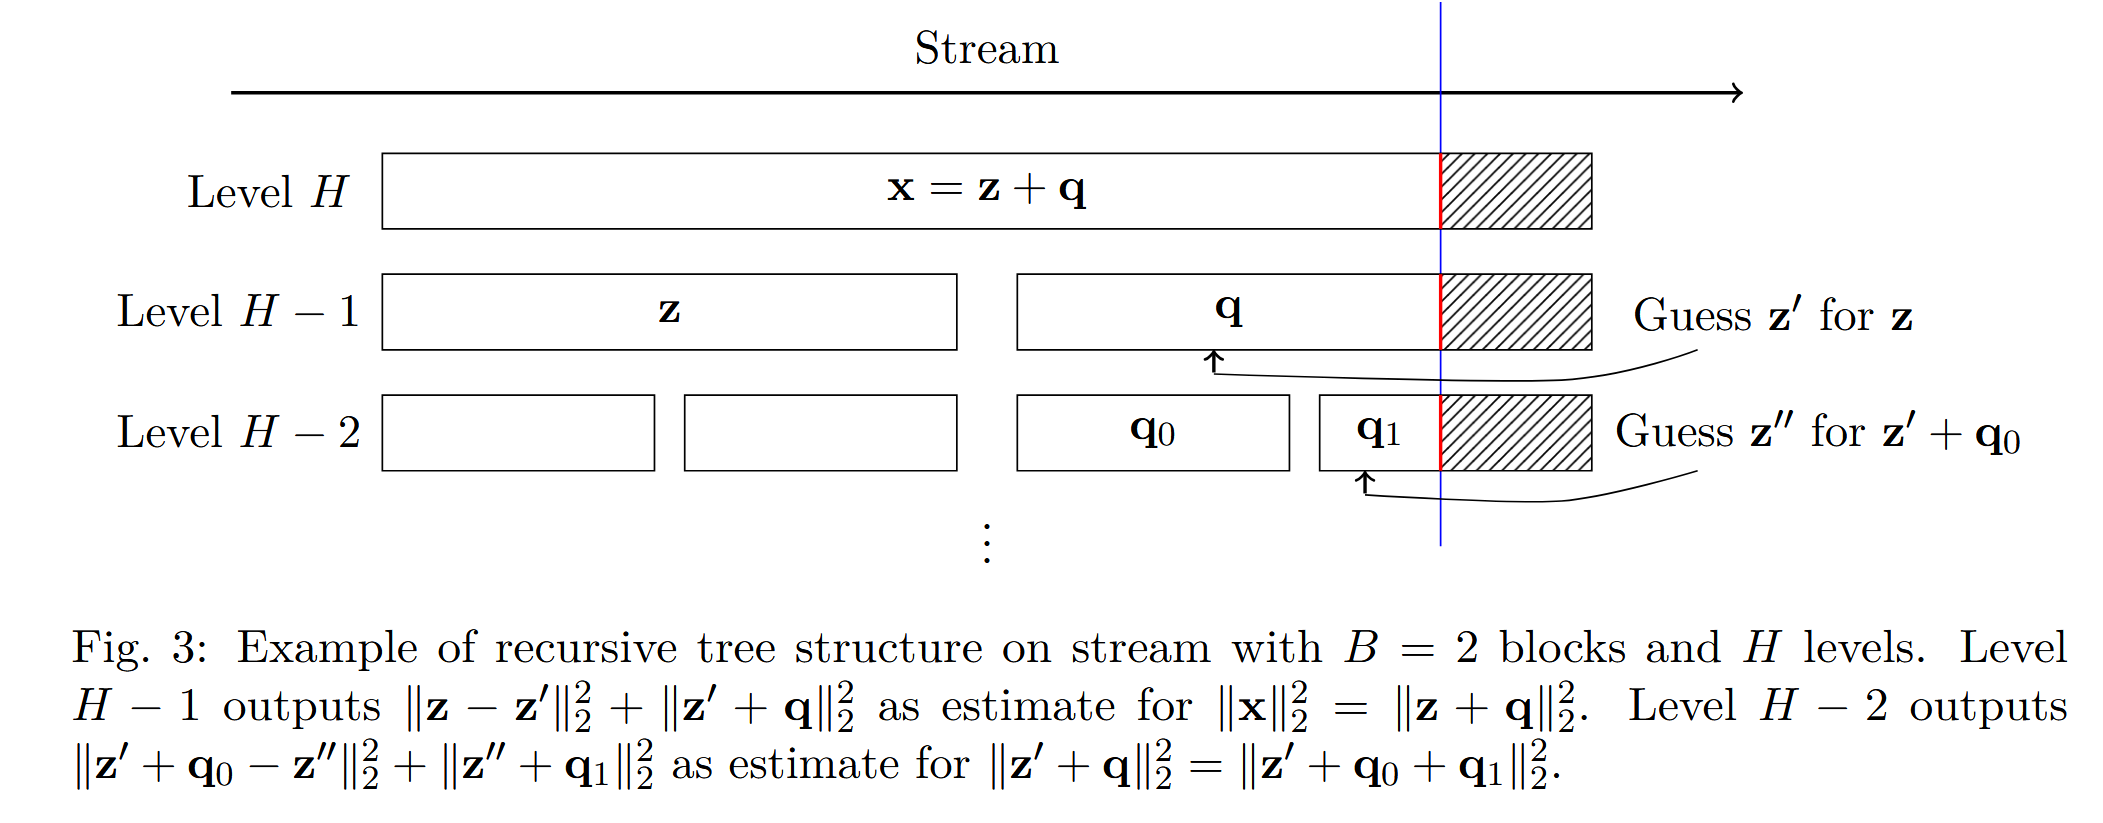 Stream
Level H
x = z + q
Level H − 1
z
q
Guess z′ for z
Level H − 2
q₀
q₁
Guess z″ for z′ + q₀
⋮
Fig. 3: Example of recursive tree structure on stream with B = 2 blocks and H levels. Level
H − 1 outputs ‖z − z′‖₂² + ‖z′ + q‖₂² as estimate for ‖x‖₂² = ‖z + q‖₂². Level H − 2 outputs
‖z′ + q₀ − z″‖₂² + ‖z″ + q₁‖₂² as estimate for ‖z′ + q‖₂² = ‖z′ + q₀ + q₁‖₂².